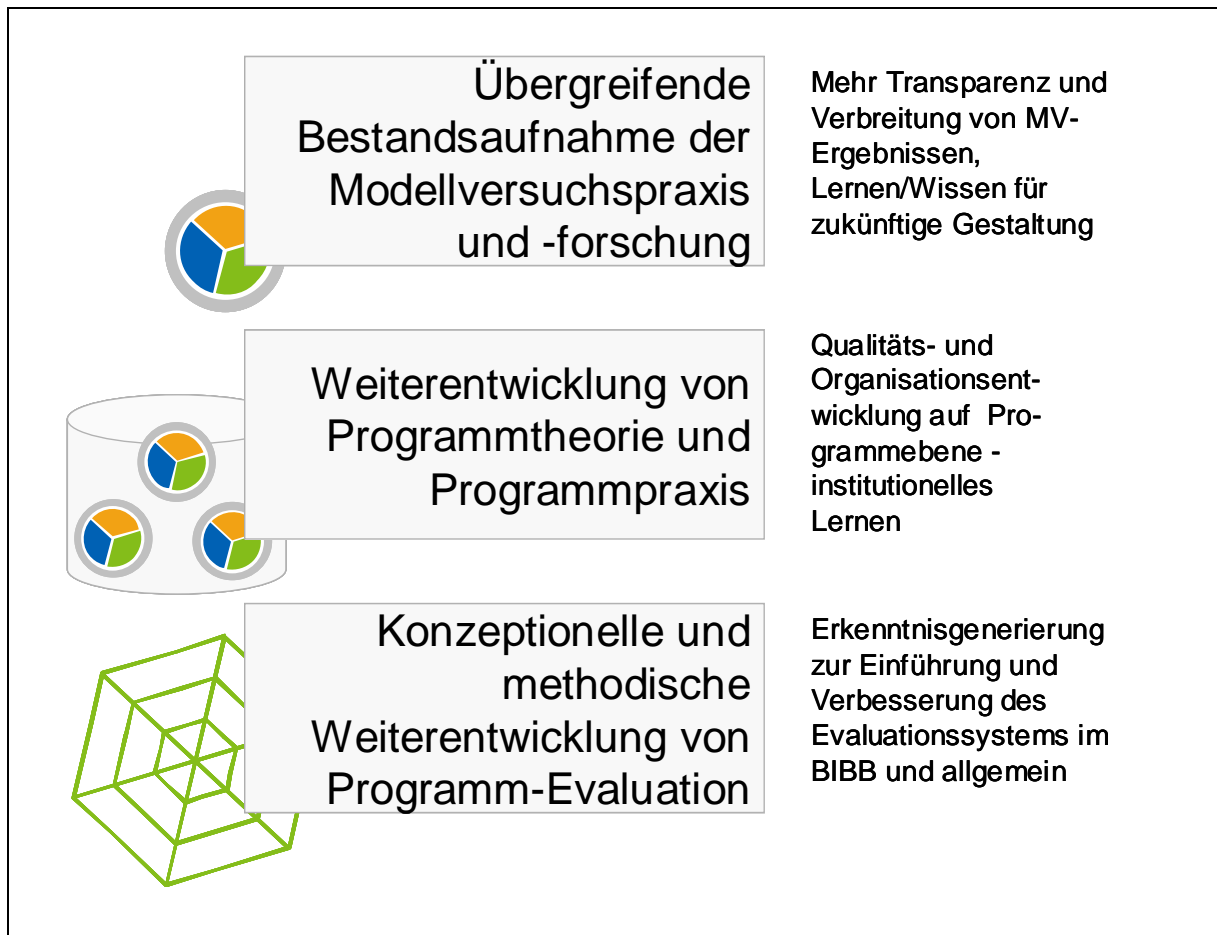 Übergreifende
Bestandsaufnahme der
Modellversuchspraxis
und -forschung
Mehr Transparenz und
Verbreitung von MV-
Ergebnissen,
Lernen/Wissen für
zukünftige Gestaltung
Weiterentwicklung von
Programmtheorie und
Programmpraxis
Qualitäts- und
Organisationsent-
wicklung auf  Pro-
grammebene -
institutionelles
Lernen
Konzeptionelle und
methodische
Weiterentwicklung von
Programm-Evaluation
Erkenntnisgenerierung
zur Einführung und
Verbesserung des
Evaluationssystems im
BIBB und allgemein